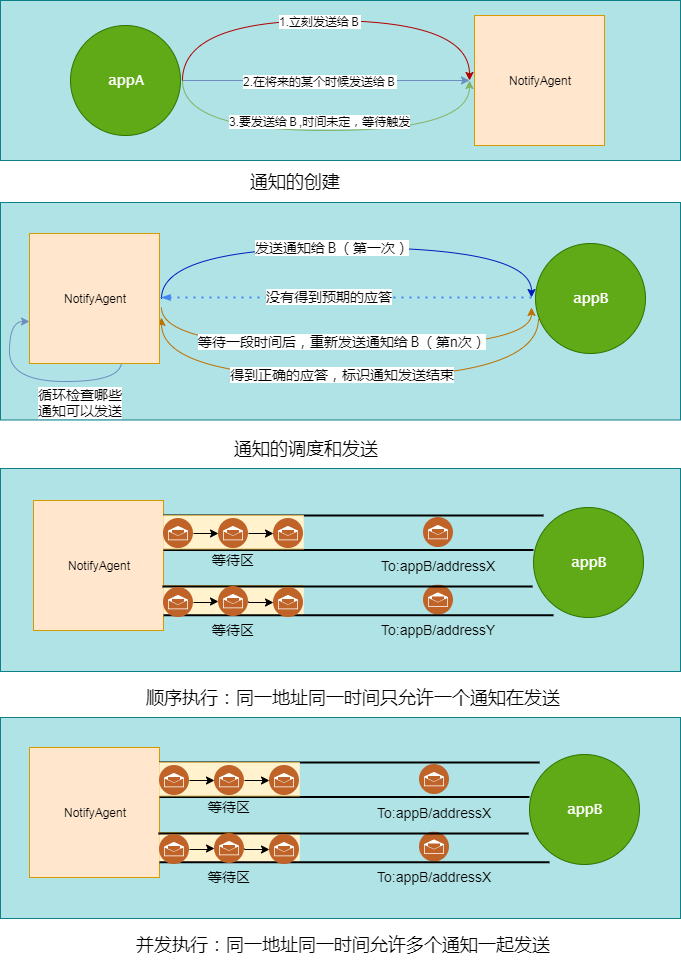 1.立刻发送给 B
appA
2.在将来的某个时候发送给 B
NotifyAgent
3.要发送给 B ,时间未定，等待触发
通知的创建
发送通知给 B （ 第一次 ）
NotifyAgent
没有得到预期的应答
appB
等待一段时间后，重新发送通知给 B （ 第n次 ）
得到正确的应答，标识通知发送结束
循环检查哪些
通知可以发送
通知的调度和发送
NotifyAgent
等待区
To:appB/addressX
appB
等待区
To:appB/addressY
顺序执行：同一地址同一时间只允许一个通知在发送
NotifyAgent
等待区
To:appB/addressX
appB
等待区
To:appB/addressX
并发执行：同一地址同一时间允许多个通知一起发送